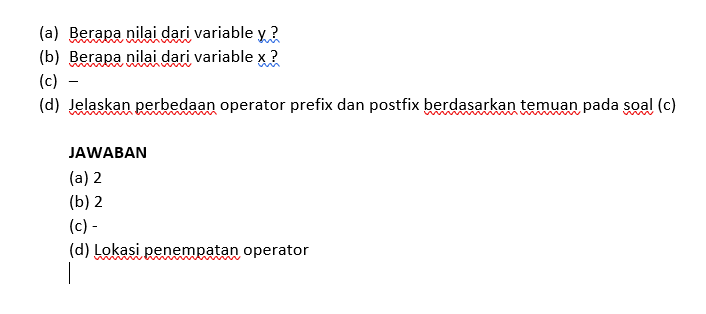 (a) Berapa nilai dari variable y ?
(b) Berapa nilai dari variable x ?
(c) –
(d) Jelaskan perbedaan operator prefix dan postfix berdasarkan temuan pada soal (c)
JAWABAN
(a) 2
(b) 2
(c) -
(d) Lokasi penempatan operator